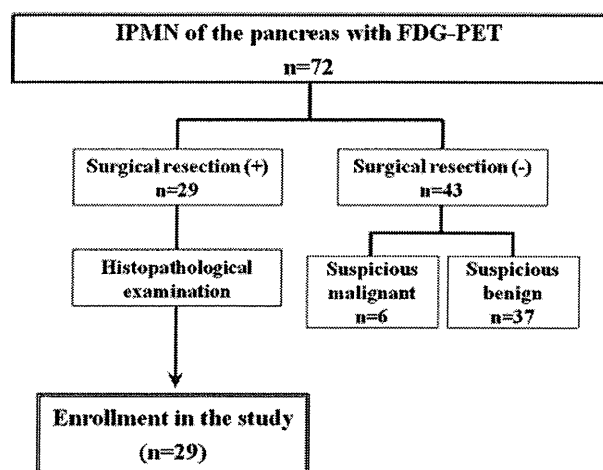 IPMN of the pancreas with FDG-PET
n=72
Surgical resection (+)
n=29
Surgical resection (-)
n=43
Histopathological
examination
Suspicious
malignant
n=6
Suspicious
benign
n=37
Enrollment in the study
(n=29)